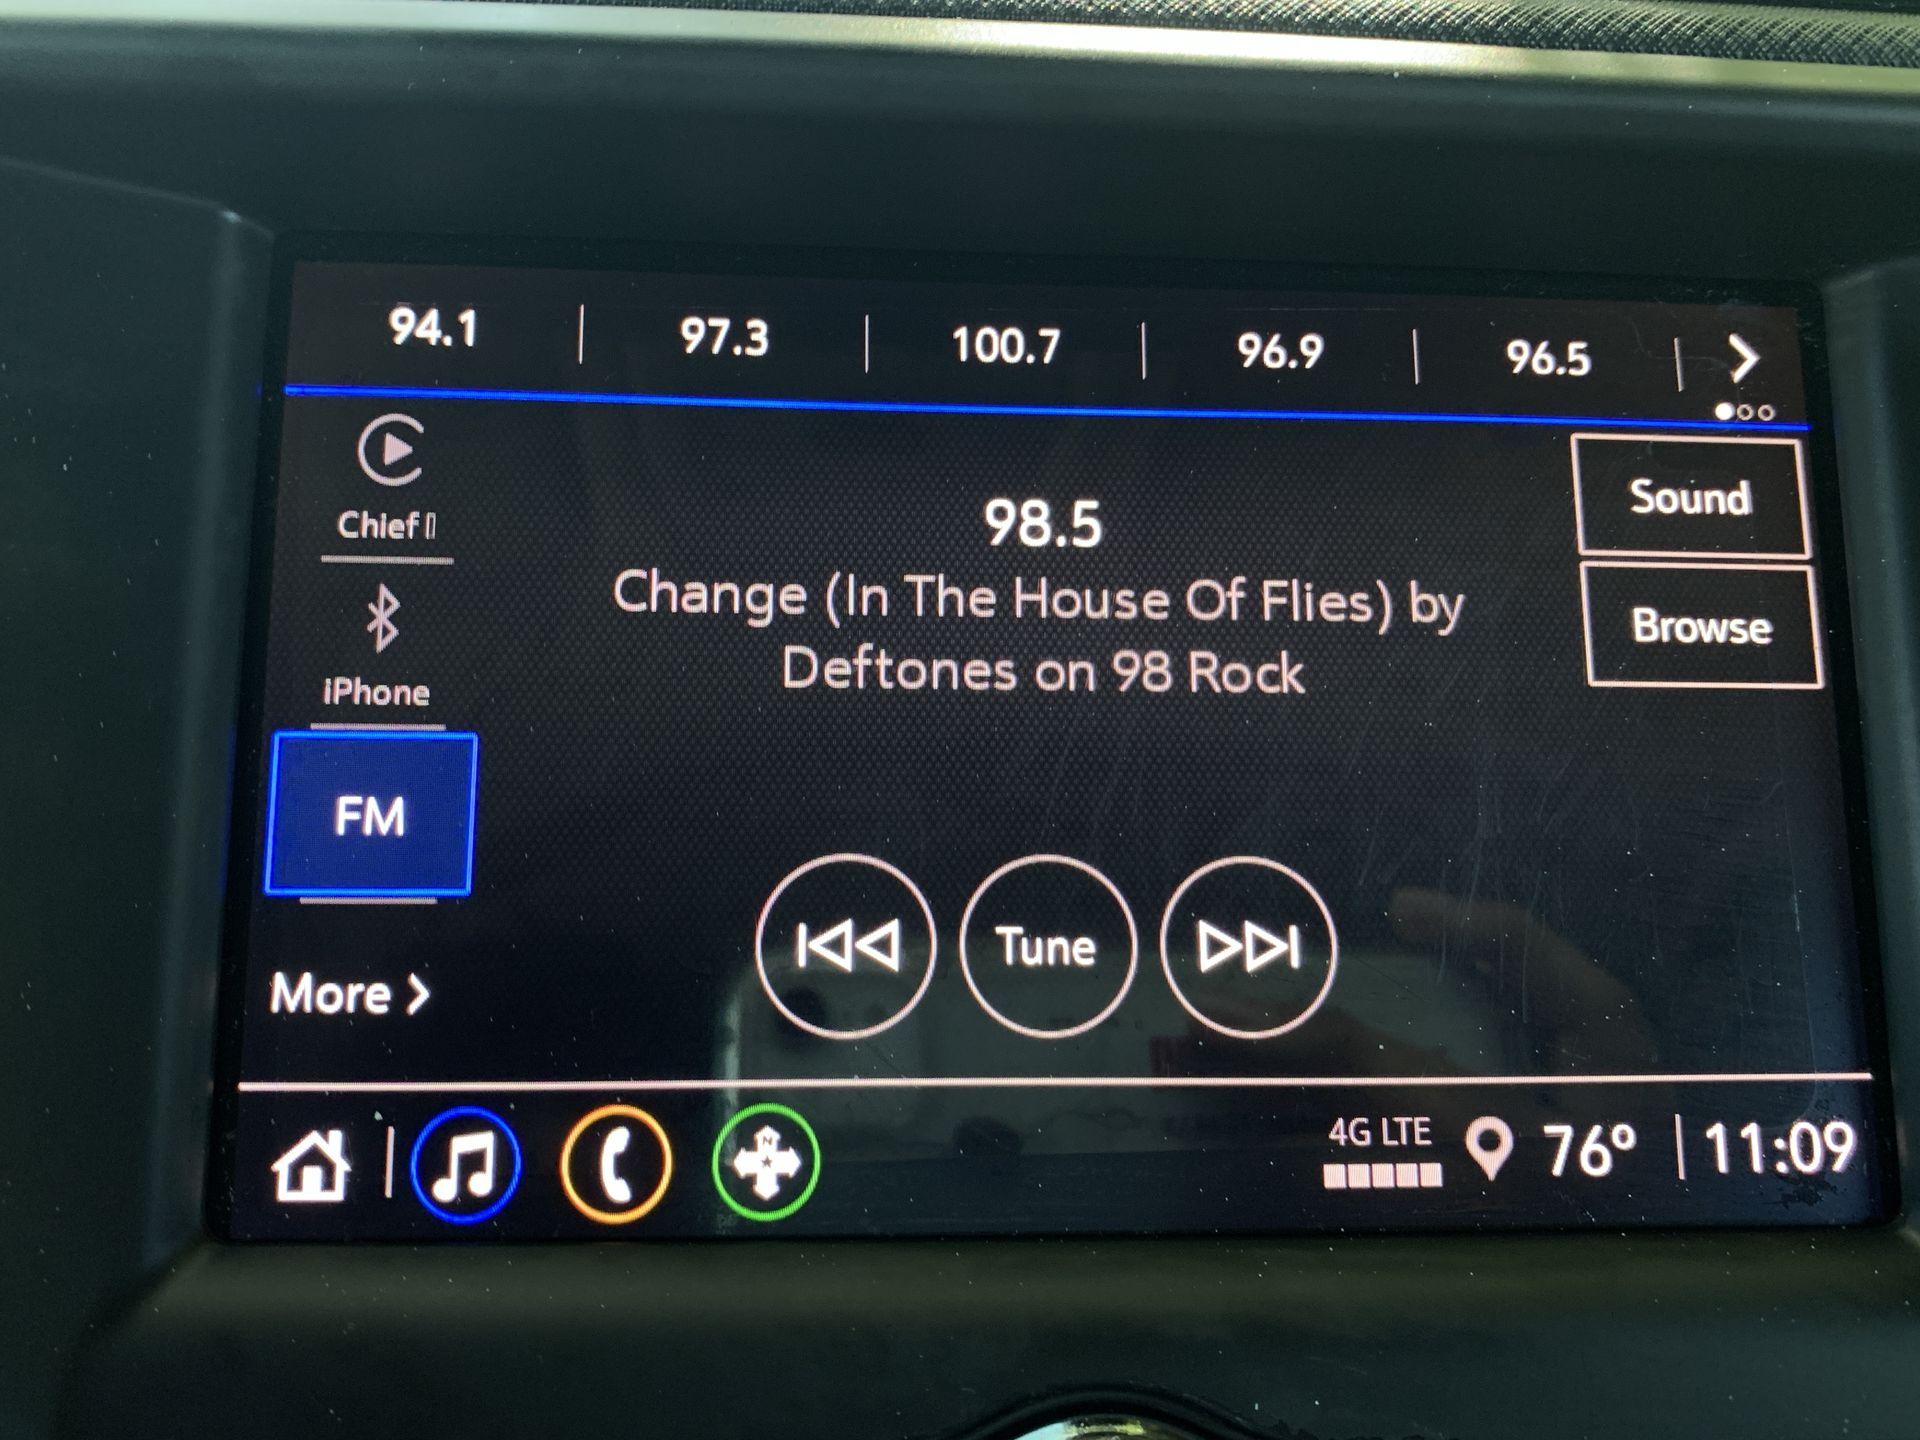 94.1 97.3 100.7 96.9 96.5
Chief
98.5
Change (In The House Of Flies) by
Deftones on 98 Rock
Sound
Browse
iPhone
FM
More
Tune
N
4G LTE
76° 11:09